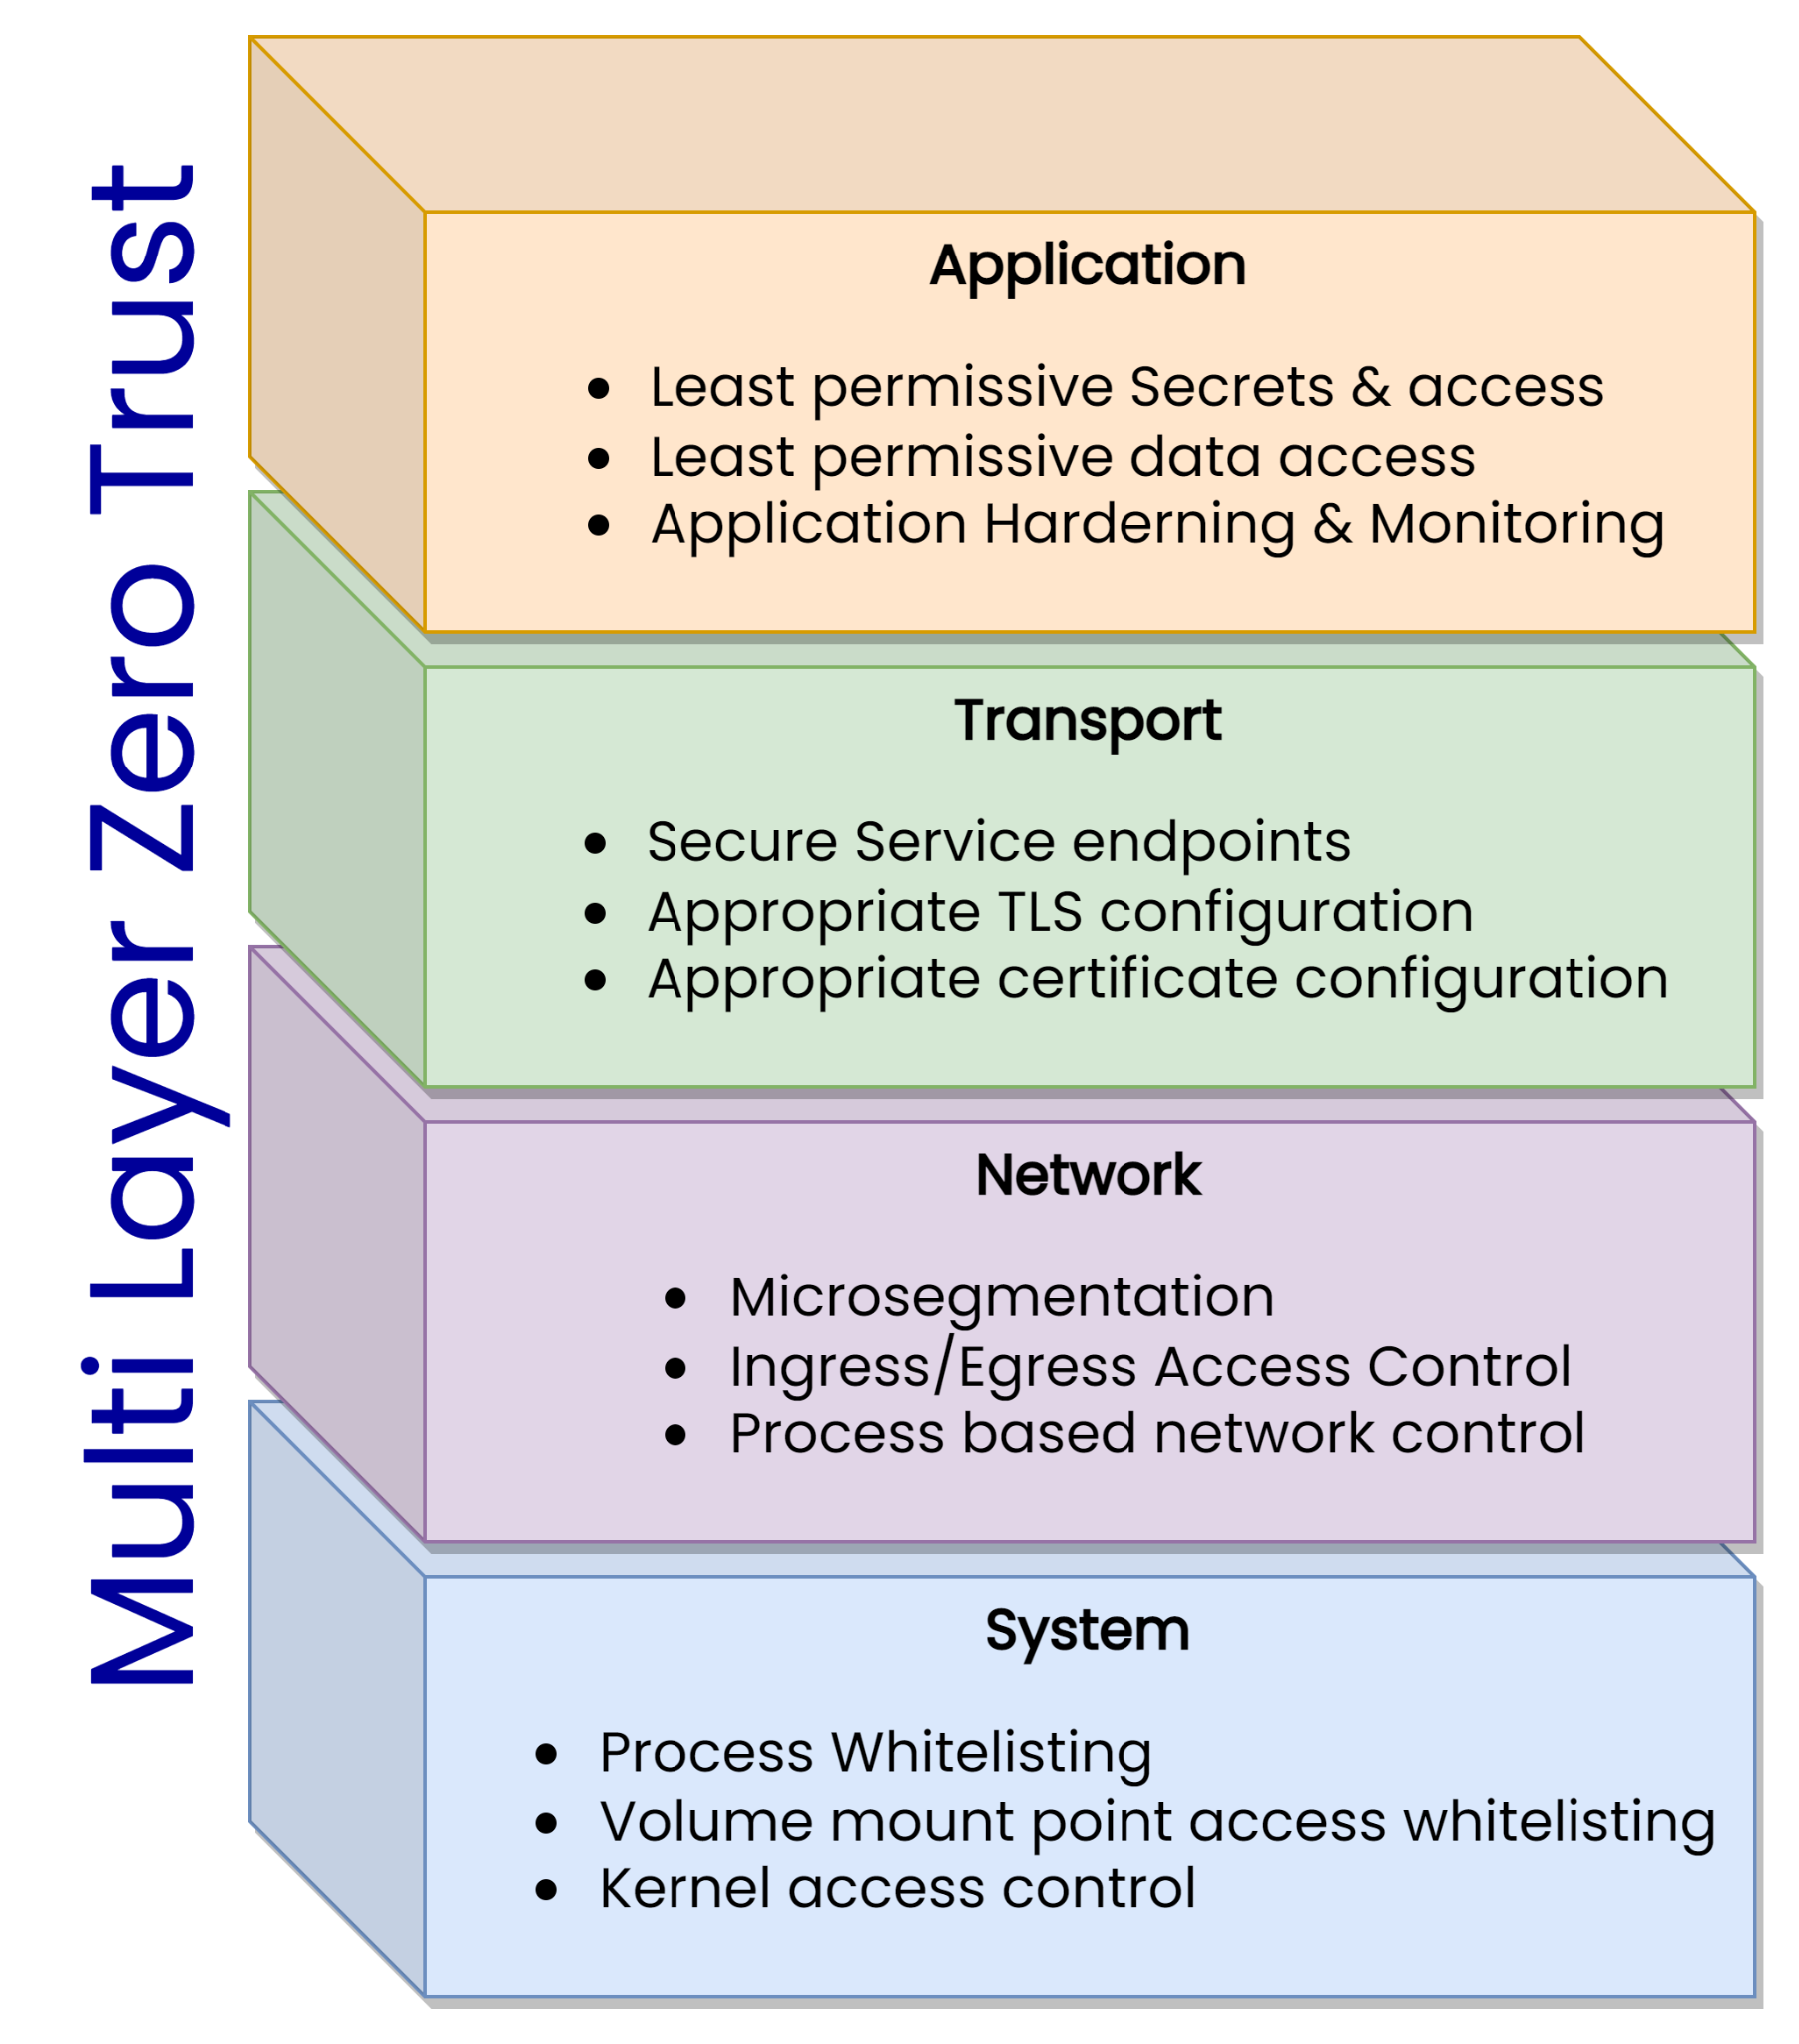 Multi Layer Zero Trust
Application
• Least permissive Secrets & access
• Least permissive data access
• Application Harderning & Monitoring
Transport
• Secure Service endpoints
• Appropriate TLS configuration
• Appropriate certificate configuration
Network
• Microsegmentation
• Ingress/Egress Access Control
• Process based network control
System
• Process Whitelisting
• Volume mount point access whitelisting
• Kernel access control